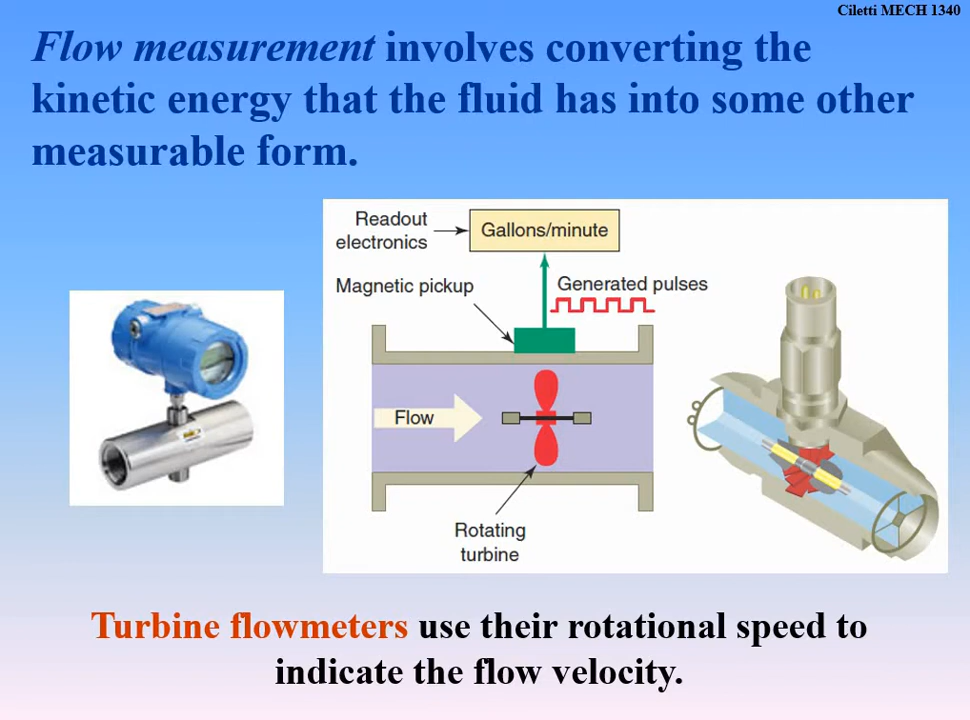 Ciletti MECH 1340
Flow measurement involves converting the
kinetic energy that the fluid has into some other
measurable form.
Readout
electronics
Gallons/minute
Magnetic pickup
Generated pulses
Flow
Rotating
turbine
Turbine flowmeters use their rotational speed to
indicate the flow velocity.